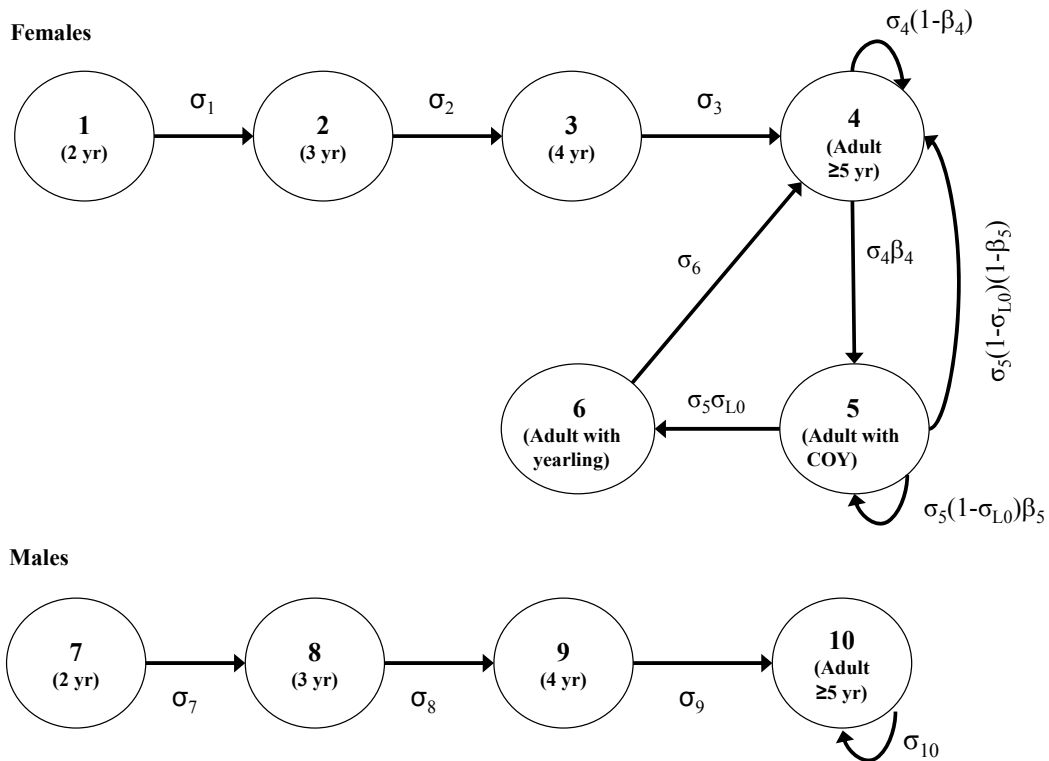 Females
σ4(1-β4)
1
(2 yr)
σ1
2
(3 yr)
σ2
3
(4 yr)
σ3
4
(Adult
≥5 yr)
σ6
σ4β4
σ5(1-σL0)(1-β5)
6
(Adult with
yearling)
σ5σL0
5
(Adult with
COY)
σ5(1-σL0)β5
Males
7
(2 yr)
σ7
8
(3 yr)
σ8
9
(4 yr)
σ9
10
(Adult
≥5 yr)
σ10